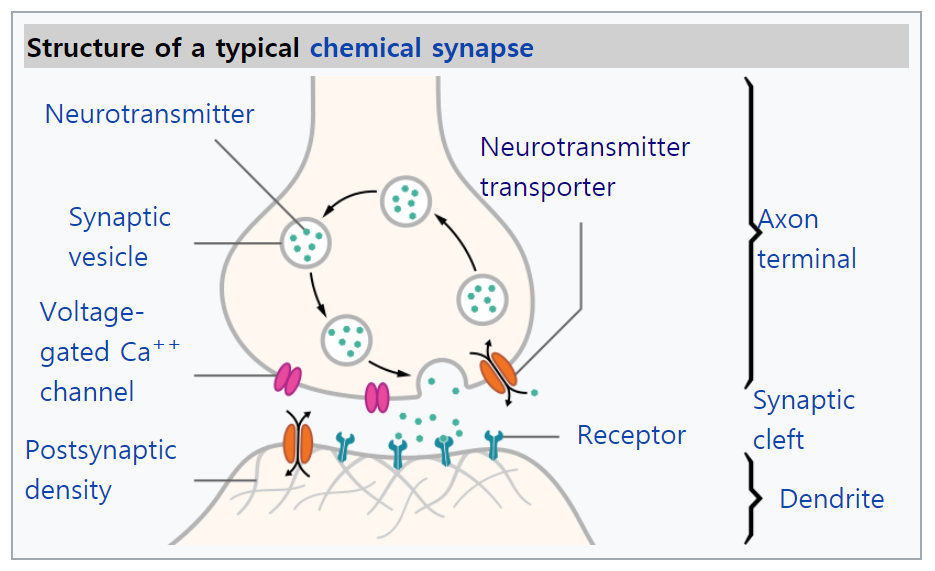 Structure of a typical chemical synapse
Neurotransmitter
Synaptic
vesicle
Voltage-
gated Ca⁺⁺
channel
Postsynaptic
density
Neurotransmitter
transporter
Receptor
Axon
terminal
Synaptic
cleft
Dendrite